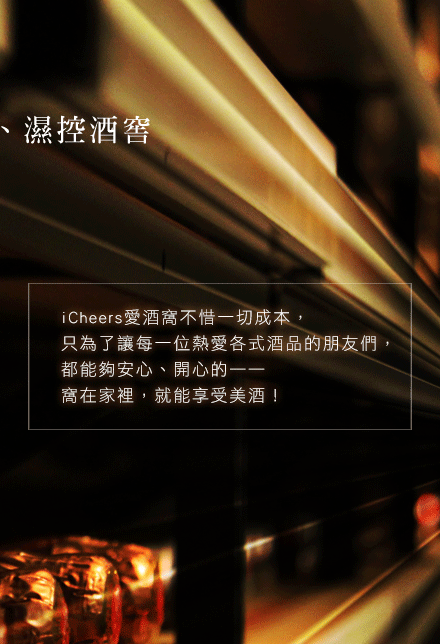 、濕控酒窖
iCheers愛酒窩不惜一切成本，
只為了讓每一位熱愛各式酒品的朋友們，
都能夠安心、開心的——
窩在家裡，就能享受美酒！